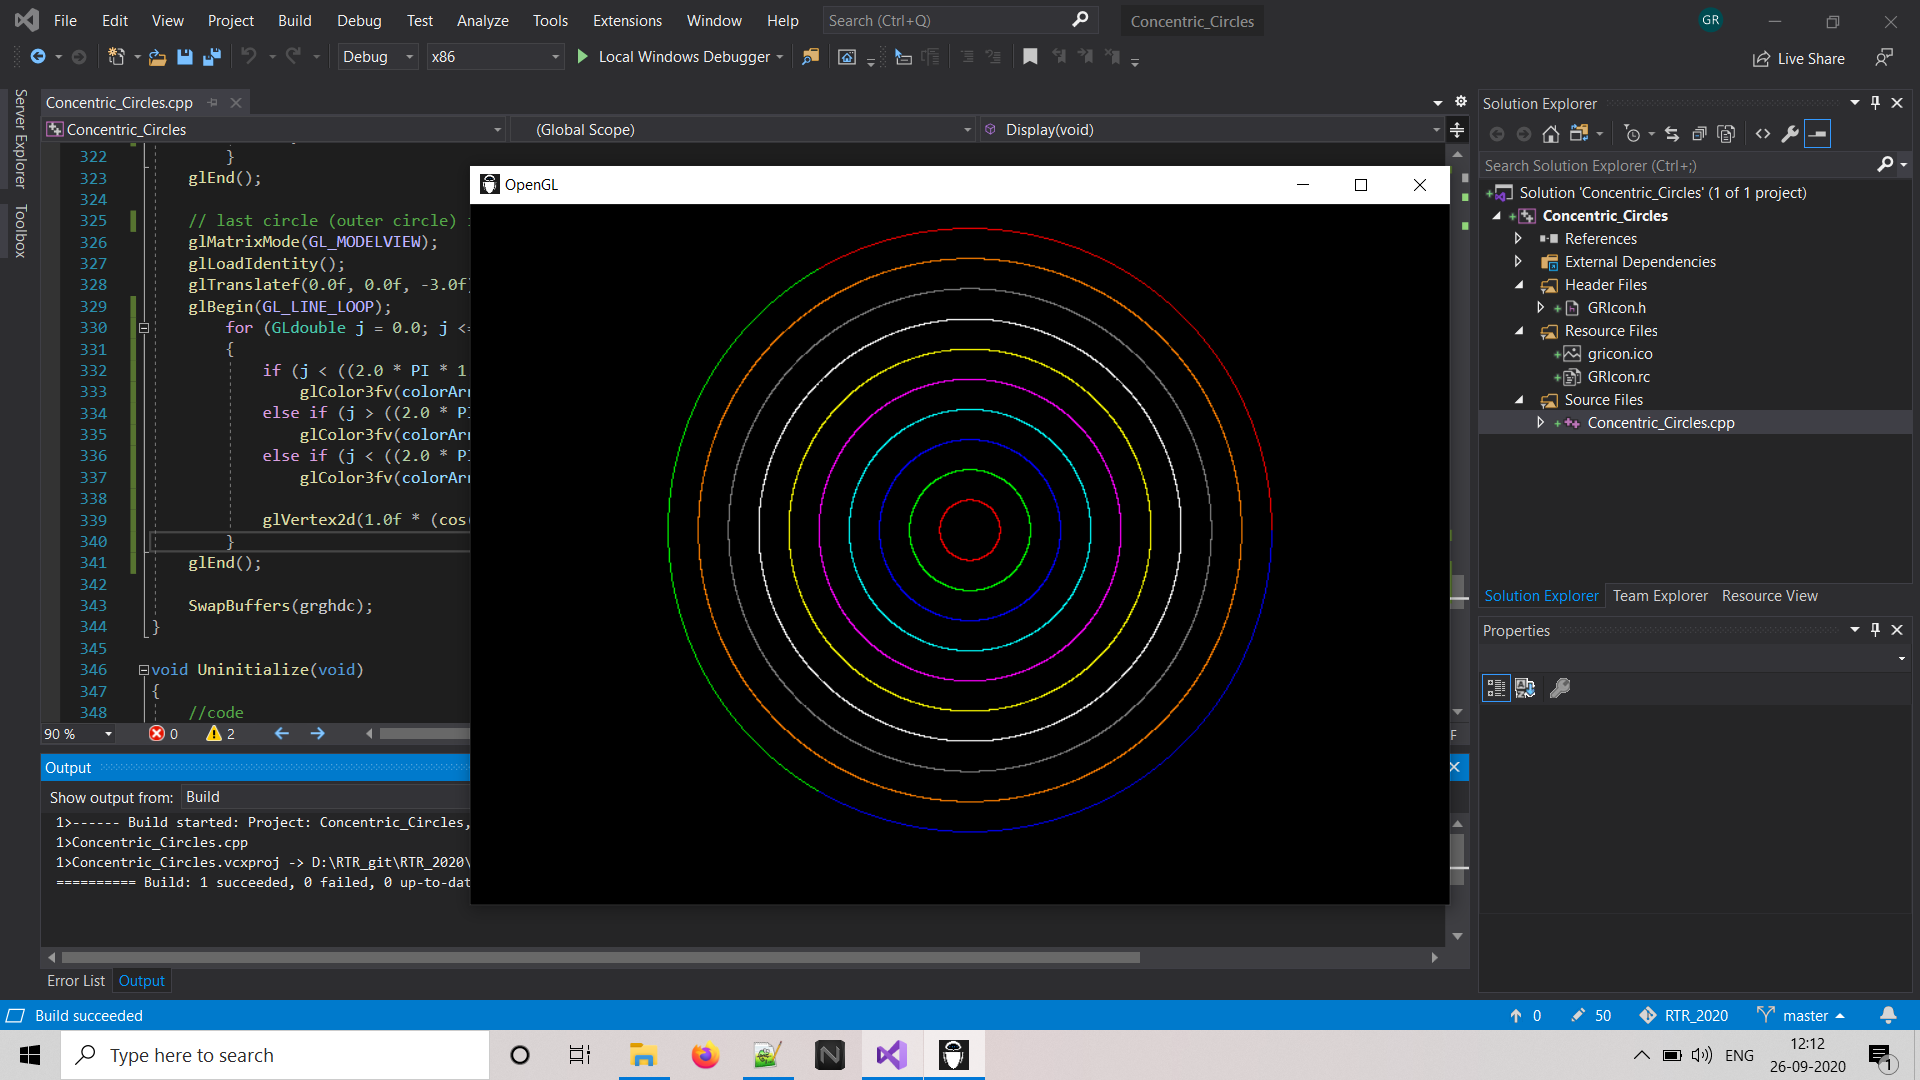 File Edit View Project Build Debug Test Analyze Tools Extensions Window Help Search (Ctrl+Q) Concentric_Circles GR
Debug x86 Local Windows Debugger Live Share
Server Explorer
Toolbox
Concentric_Circles.cpp
Concentric_Circles (Global Scope) Display(void)
322 }
323 glEnd();
324
325 // last circle (outer circle)
326 glMatrixMode(GL_MODELVIEW);
327 glLoadIdentity();
328 glTranslatef(0.0f, 0.0f, -3.0f)
329 glBegin(GL_LINE_LOOP);
330 for (GLdouble j = 0.0; j <=
331 {
332 if (j < ((2.0 * PI * 1
333 glColor3fv(colorArr
334 else if (j > ((2.0 * PI
335 glColor3fv(colorArr
336 else if (j < ((2.0 * PI
337 glColor3fv(colorArr
338
339 glVertex2d(1.0f * (cos(
340 }
341 glEnd();
342
343 SwapBuffers(grghdc);
344 }
345
346 void Uninitialize(void)
347 {
348 //code
90 % 0 2
OpenGL
Output
Show output from: Build
1>------ Build started: Project: Concentric_Circles,
1>Concentric_Circles.cpp
1>Concentric_Circles.vcxproj -> D:\RTR_git\RTR_2020\
========== Build: 1 succeeded, 0 failed, 0 up-to-dat
Error List Output
Solution Explorer
Search Solution Explorer (Ctrl+;)
Solution 'Concentric_Circles' (1 of 1 project)
Concentric_Circles
References
External Dependencies
Header Files
GRIcon.h
Resource Files
gricon.ico
GRIcon.rc
Source Files
Concentric_Circles.cpp
Solution Explorer Team Explorer Resource View
Properties
Build succeeded 0 50 RTR_2020 master
Type here to search
ENG
12:12
26-09-2020
1